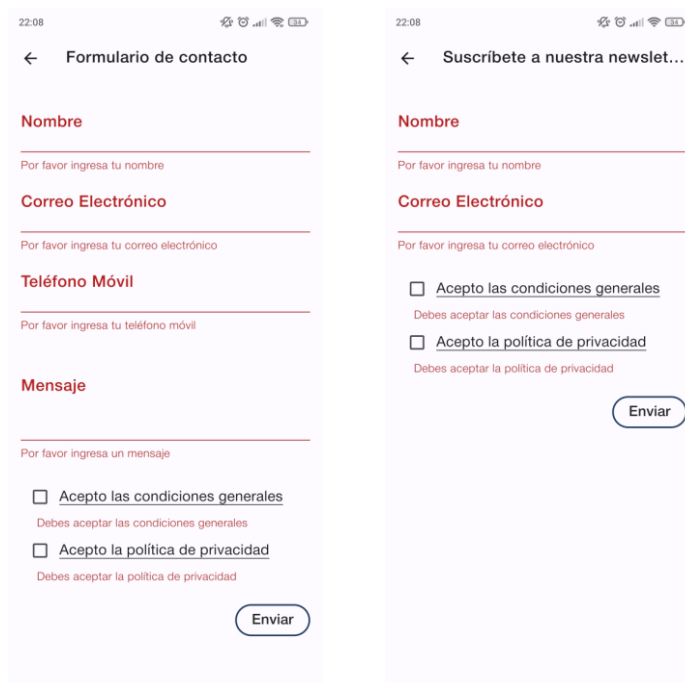 22:08
34
Formulario de contacto
Nombre
Por favor ingresa tu nombre
Correo Electrónico
Por favor ingresa tu correo electrónico
Teléfono Móvil
Por favor ingresa tu teléfono móvil
Mensaje
Por favor ingresa un mensaje
Acepto las condiciones generales
Debes aceptar las condiciones generales
Acepto la política de privacidad
Debes aceptar la política de privacidad
Enviar
22:08
34
Suscríbete a nuestra newslet...
Nombre
Por favor ingresa tu nombre
Correo Electrónico
Por favor ingresa tu correo electrónico
Acepto las condiciones generales
Debes aceptar las condiciones generales
Acepto la política de privacidad
Debes aceptar la política de privacidad
Enviar